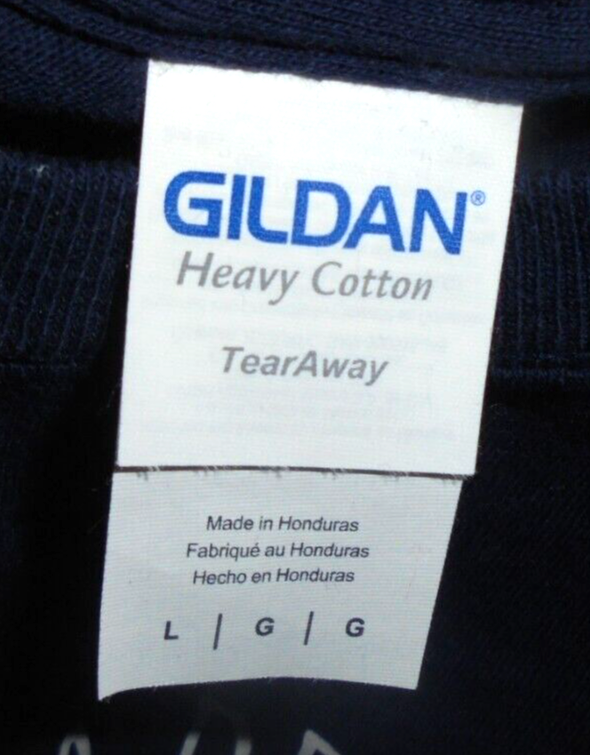 GILDAN®
Heavy Cotton
TearAway
Made in Honduras
Fabriqué au Honduras
Hecho en Honduras
L | G | G